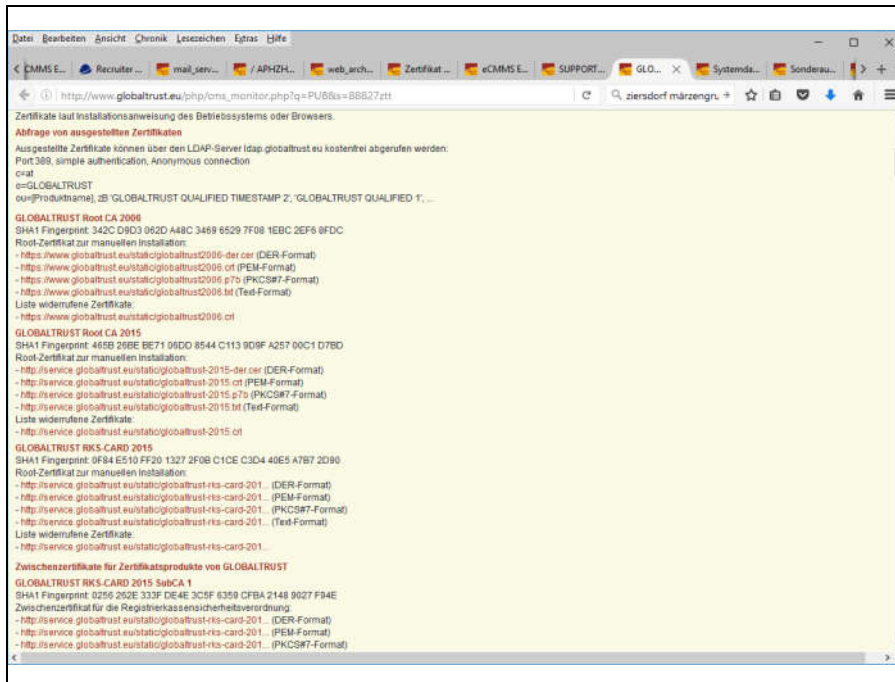 Datei Bearbeiten Ansicht Chronik Lesezeichen Extras Hilfe
CMMS E... Recruiter ... mail_serv... / APHZH... web_arch... Zertifikat ... eCMMS E... SUPPORT... GLO... Systemda... Sonderau...
http://www.globaltrust.eu/php/cms_monitor.php?q=PUB&s=88827ztt ziersdorf märzengru
Zertifikate laut Installationsanweisung des Betriebssystems oder Browsers.
Abfrage von ausgestellten Zertifikaten
Ausgestellte Zertifikate können über den LDAP-Server ldap.globaltrust.eu kostenfrei abgerufen werden:
Port 389, simple authentication, Anonymous connection
c=at
o=GLOBALTRUST
ou=[Produktname], zB 'GLOBALTRUST QUALIFIED TIMESTAMP 2', 'GLOBALTRUST QUALIFIED 1', ...
GLOBALTRUST Root CA 2006
SHA1 Fingerprint: 342C D9D3 062D A48C 3469 6529 7F08 1EBC 2EF6 8FDC
Root-Zertifikat zur manuellen Installation:
- https://www.globaltrust.eu/static/globaltrust2006-der.cer (DER-Format)
- https://www.globaltrust.eu/static/globaltrust2006.crt (PEM-Format)
- https://www.globaltrust.eu/static/globaltrust2006.p7b (PKCS#7-Format)
- https://www.globaltrust.eu/static/globaltrust2006.txt (Text-Format)
Liste widerrufene Zertifikate:
- https://www.globaltrust.eu/static/globaltrust2006.crl
GLOBALTRUST Root CA 2015
SHA1 Fingerprint: 465B 26BE BE71 06DD 8544 C113 9D9F A257 00C1 D7BD
Root-Zertifikat zur manuellen Installation:
- http://service.globaltrust.eu/static/globaltrust-2015-der.cer (DER-Format)
- http://service.globaltrust.eu/static/globaltrust-2015.crt (PEM-Format)
- http://service.globaltrust.eu/static/globaltrust-2015.p7b (PKCS#7-Format)
- http://service.globaltrust.eu/static/globaltrust-2015.txt (Text-Format)
Liste widerrufene Zertifikate:
- http://service.globaltrust.eu/static/globaltrust-2015.crl
GLOBALTRUST RKS-CARD 2015
SHA1 Fingerprint: 0F84 E510 FF20 1327 2F0B C1CE C3D4 40E5 A7B7 2D90
Root-Zertifikat zur manuellen Installation:
- http://service.globaltrust.eu/static/globaltrust-rks-card-201... (DER-Format)
- http://service.globaltrust.eu/static/globaltrust-rks-card-201... (PEM-Format)
- http://service.globaltrust.eu/static/globaltrust-rks-card-201... (PKCS#7-Format)
- http://service.globaltrust.eu/static/globaltrust-rks-card-201... (Text-Format)
Liste widerrufene Zertifikate:
- http://service.globaltrust.eu/static/globaltrust-rks-card-201...
Zwischenzertifikate für Zertifikatsprodukte von GLOBALTRUST
GLOBALTRUST RKS-CARD 2015 SubCA 1
SHA1 Fingerprint: 0256 262E 333F DE4E 3C5F 6359 CFBA 2148 9027 F94E
Zwischenzertifikat für die Registrierkassensicherheitsverordnung:
- http://service.globaltrust.eu/static/globaltrust-rks-card-201... (DER-Format)
- http://service.globaltrust.eu/static/globaltrust-rks-card-201... (PEM-Format)
- http://service.globaltrust.eu/static/globaltrust-rks-card-201... (PKCS#7-Format)